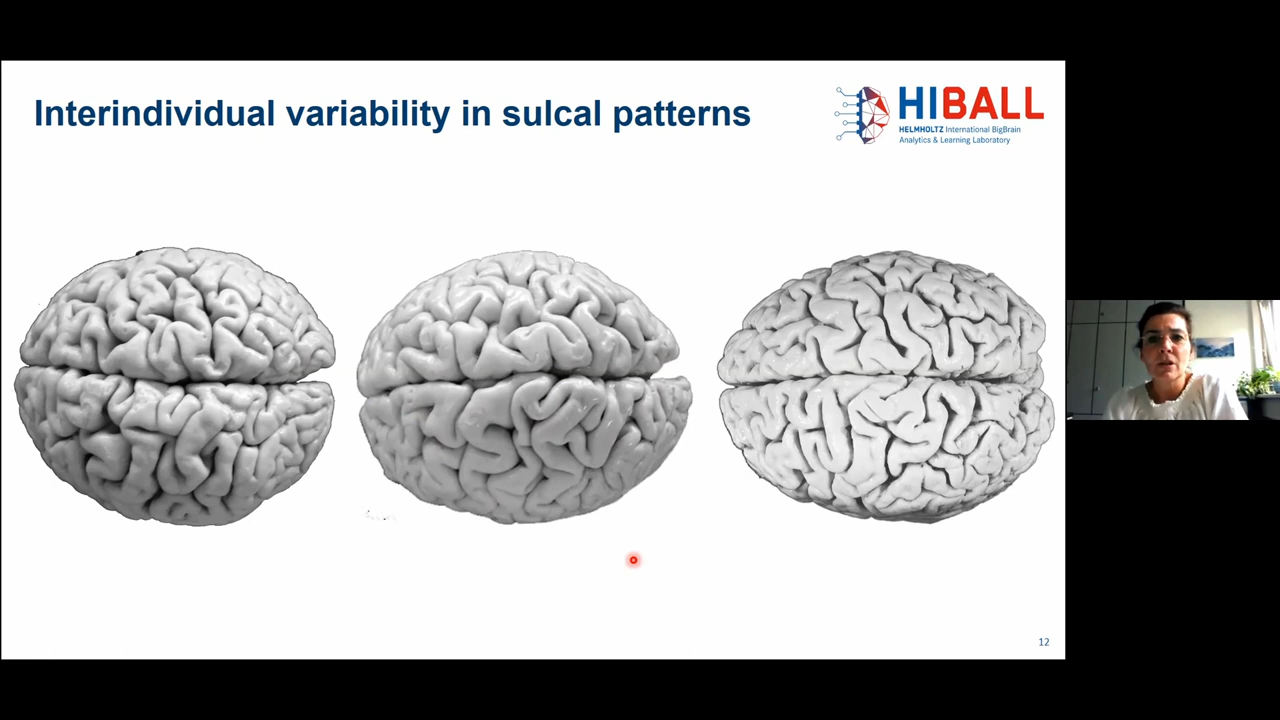 Interindividual variability in sulcal patterns
HIBALL
HELMHOLTZ International BigBrain
Analytics & Learning Laboratory
12